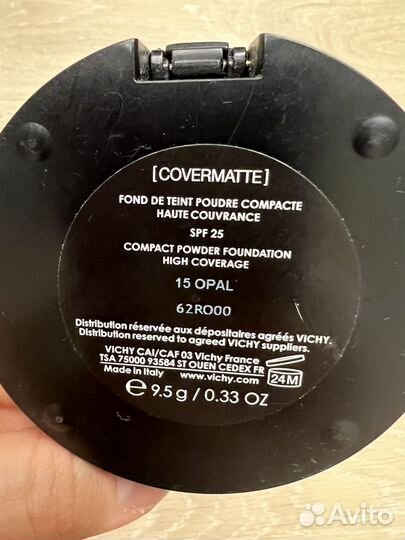 [COVERMATTE]
FOND DE TEINT POUDRE COMPACTE
HAUTE COUVRANCE
SPF 25
COMPACT POWDER FOUNDATION
HIGH COVERAGE
15 OPAL
62RO00
Distribution réservée aux dépositaires agréés VICHY.
Distribution reserved to agreed VICHY suppliers.
VICHY CAI/CAF 03 Vichy France
TSA 75000 93584 ST OUEN CEDEX FR
Made in Italy www.vichy.com 24M
e 9.5 g / 0.33 OZ
Avito